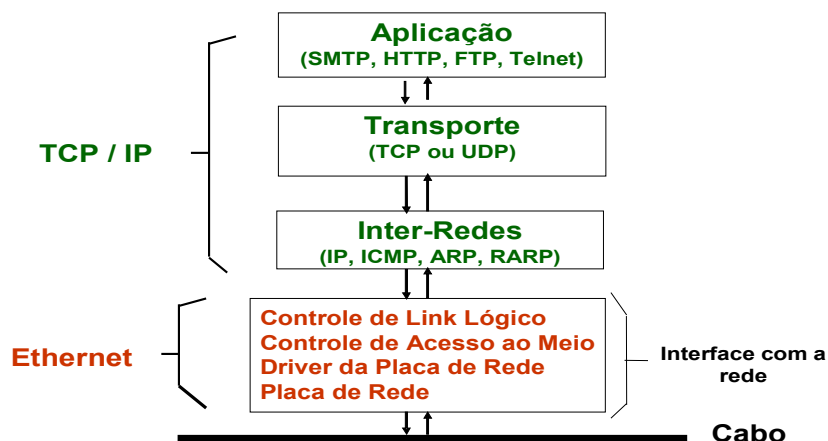 Aplicação
(SMTP, HTTP, FTP, Telnet)
Transporte
(TCP ou UDP)
TCP / IP
Inter-Redes
(IP, ICMP, ARP, RARP)
Controle de Link Lógico
Controle de Acesso ao Meio
Driver da Placa de Rede
Placa de Rede
Ethernet
Interface com a
rede
Cabo